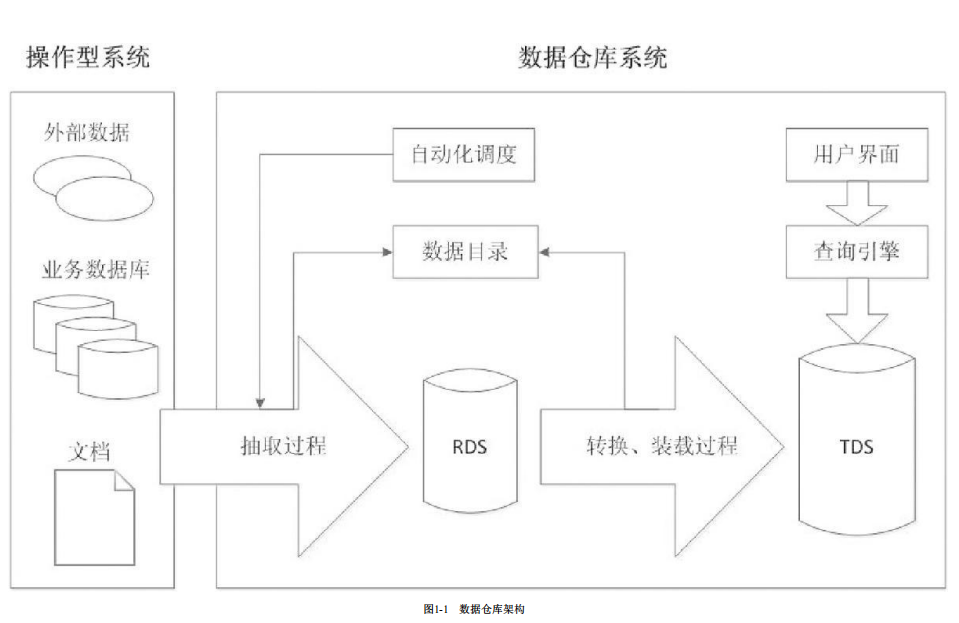 操作型系统
数据仓库系统
外部数据
业务数据库
文档
自动化调度
数据目录
用户界面
查询引擎
抽取过程
RDS
转换、装载过程
TDS
图1-1 数据仓库架构